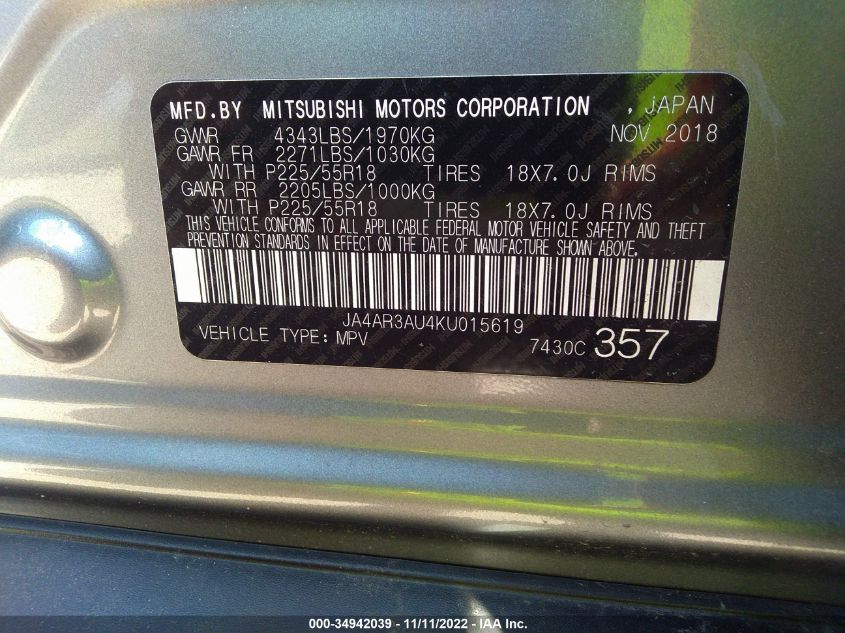 MFD.BY MITSUBISHI MOTORS CORPORATION , JAPAN
GVWR 4343LBS/1970KG NOV 2018
GAWR FR 2271LBS/1030KG
WITH P225/55R18 TIRES 18X7.0J RIMS
GAWR RR 2205LBS/1000KG
WITH P225/55R18 TIRES 18X7.0J RIMS
THIS VEHICLE CONFORMS TO ALL APPLICABLE FEDERAL MOTOR VEHICLE SAFETY AND THEFT
PREVENTION STANDARDS IN EFFECT ON THE DATE OF MANUFACTURE SHOWN ABOVE.
JA4AR3AU4KU015619
VEHICLE TYPE: MPV 7430C 357
000-34942039 - 11/11/2022 - IAA Inc.